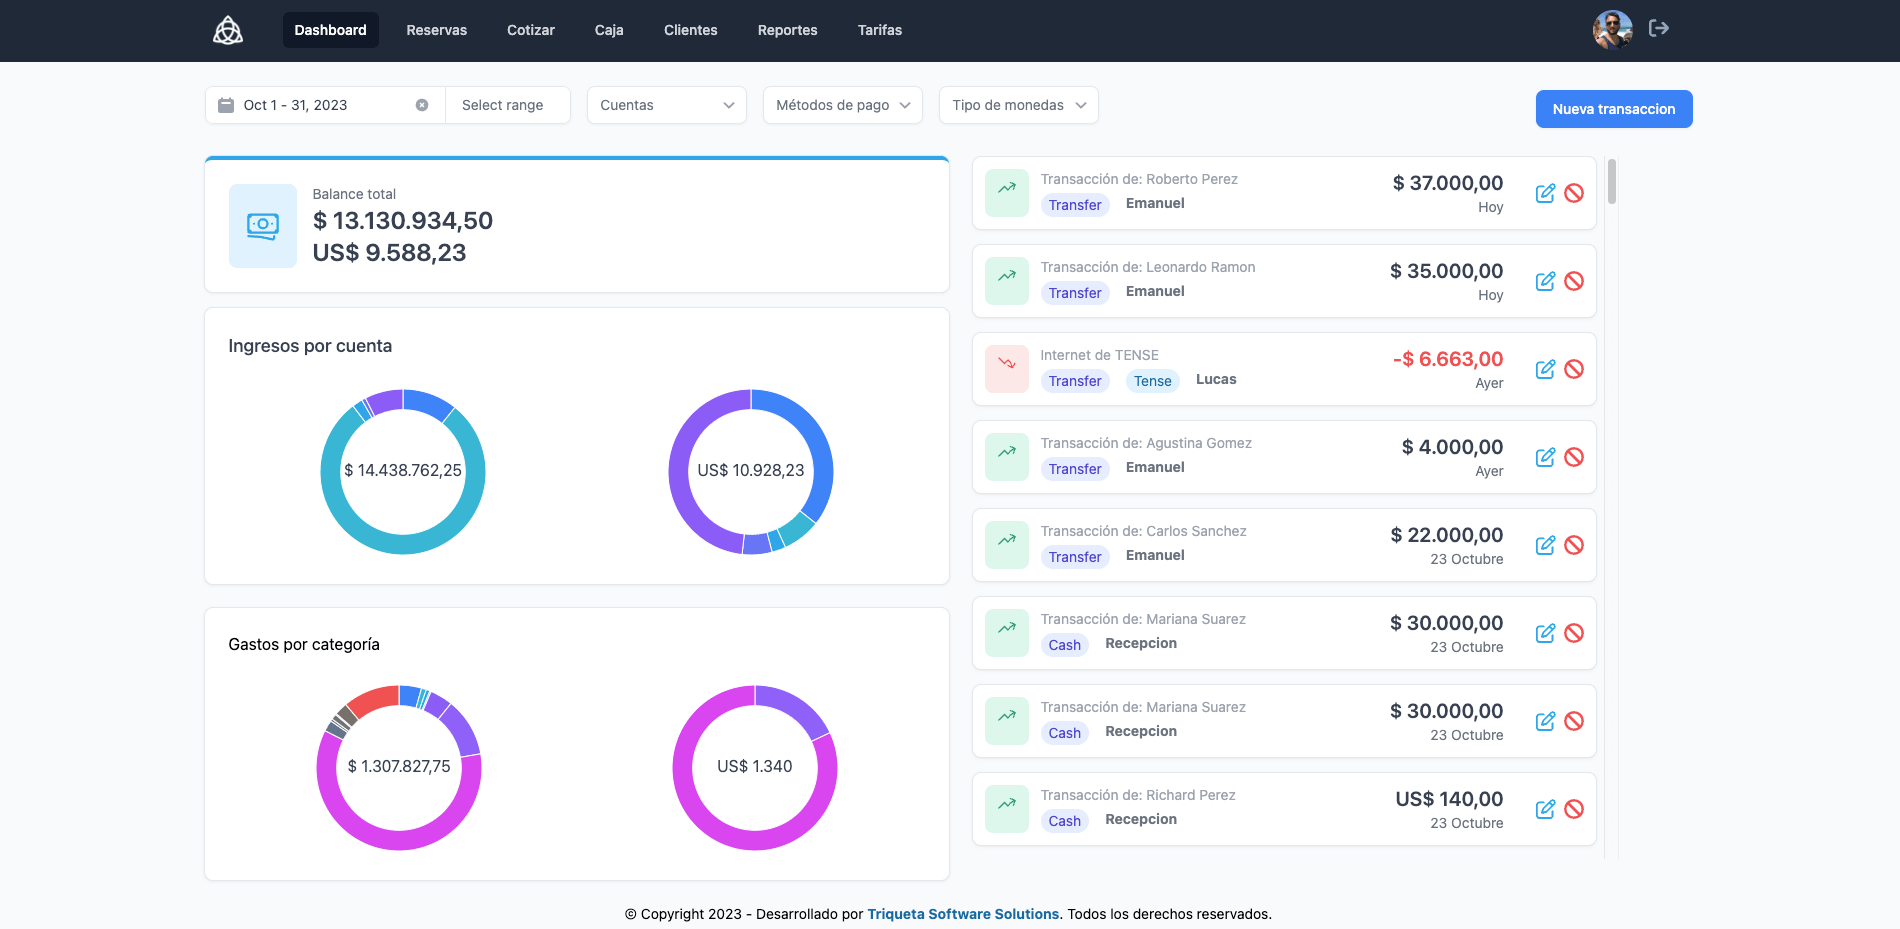 Dashboard Reservas Cotizar Caja Clientes Reportes Tarifas
Oct 1 - 31, 2023 Select range Cuentas Métodos de pago Tipo de monedas Nueva transaccion
Balance total
$ 13.130.934,50
US$ 9.588,23
Ingresos por cuenta
$ 14.438.762,25 US$ 10.928,23
Gastos por categoría
$ 1.307.827,75 US$ 1.340
Transacción de: Roberto Perez $ 37.000,00
Transfer Emanuel Hoy
Transacción de: Leonardo Ramon $ 35.000,00
Transfer Emanuel Hoy
Internet de TENSE -$ 6.663,00
Transfer Tense Lucas Ayer
Transacción de: Agustina Gomez $ 4.000,00
Transfer Emanuel Ayer
Transacción de: Carlos Sanchez $ 22.000,00
Transfer Emanuel 23 Octubre
Transacción de: Mariana Suarez $ 30.000,00
Cash Recepcion 23 Octubre
Transacción de: Mariana Suarez $ 30.000,00
Cash Recepcion 23 Octubre
Transacción de: Richard Perez US$ 140,00
Cash Recepcion 23 Octubre
© Copyright 2023 - Desarrollado por Triqueta Software Solutions. Todos los derechos reservados.